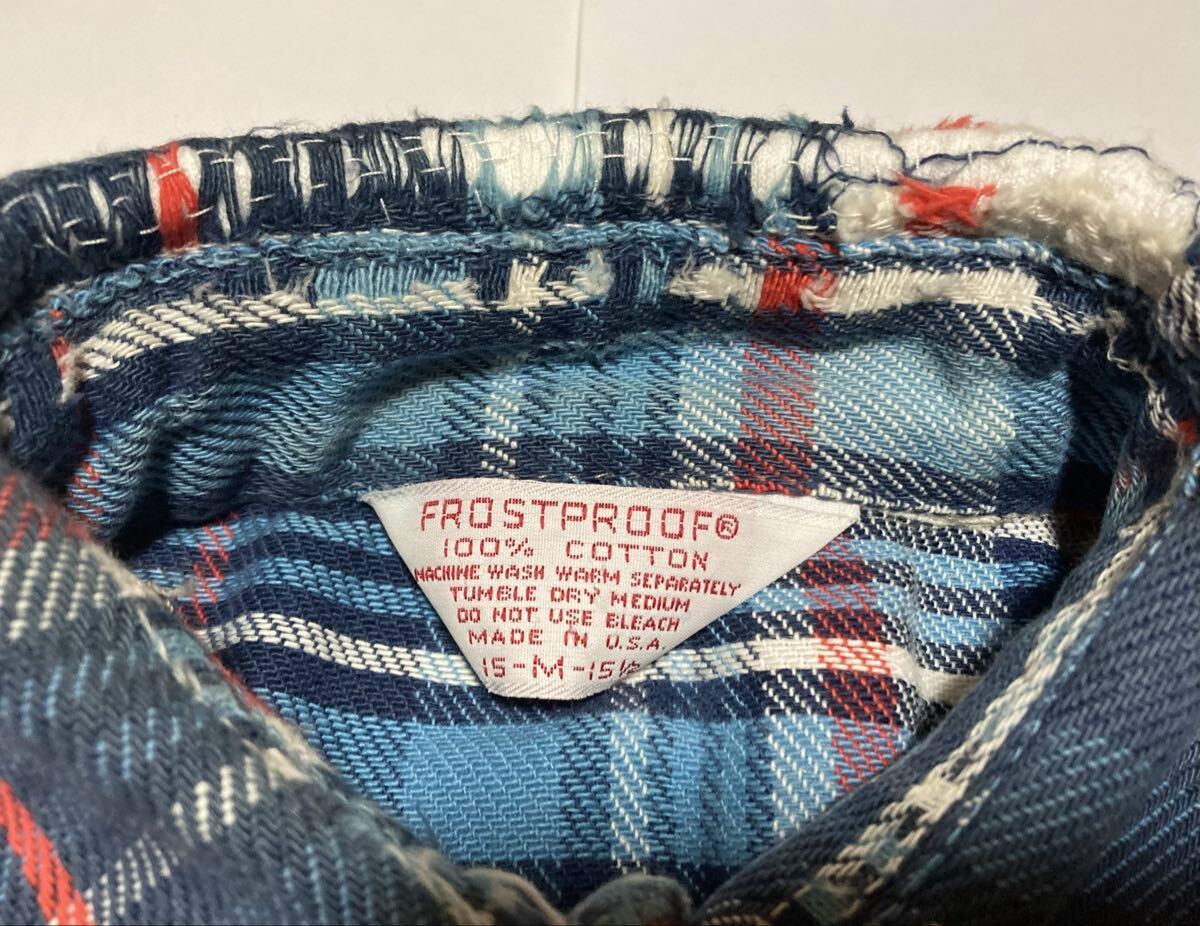 FROSTPROOF®
100% COTTON
MACHINE WASH WARM SEPARATELY
TUMBLE DRY MEDIUM
DO NOT USE BLEACH
MADE IN U.S.A.
15-M-15½